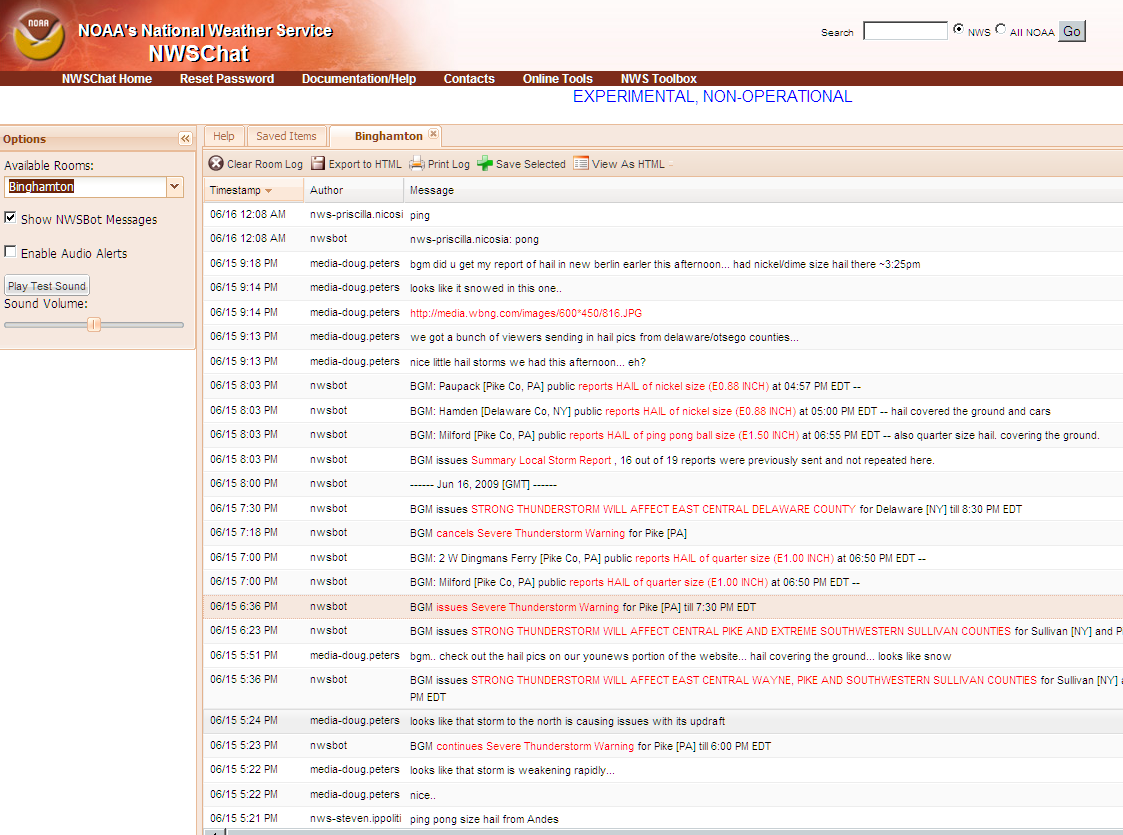 NOAA
NOAA's National Weather Service
NWSChat
Search NWS All NOAA Go
NWSChat Home Reset Password Documentation/Help Contacts Online Tools NWS Toolbox
EXPERIMENTAL, NON-OPERATIONAL
Options
Available Rooms:
Binghamton
Show NWSBot Messages
Enable Audio Alerts
Play Test Sound
Sound Volume:
Help Saved Items Binghamton
Clear Room Log Export to HTML Print Log Save Selected View As HTML
Timestamp Author Message
06/16 12:08 AM nws-priscilla.nicosi ping
06/16 12:08 AM nwsbot nws-priscilla.nicosia: pong
06/15 9:18 PM media-doug.peters bgm did u get my report of hail in new berlin earler this afternoon... had nickel/dime size hail there ~3:25pm
06/15 9:14 PM media-doug.peters looks like it snowed in this one..
06/15 9:14 PM media-doug.peters http://media.wbng.com/images/600*450/816.JPG
06/15 9:13 PM media-doug.peters we got a bunch of viewers sending in hail pics from delaware/otsego counties...
06/15 9:13 PM media-doug.peters nice little hail storms we had this afternoon... eh?
06/15 8:03 PM nwsbot BGM: Paupack [Pike Co, PA] public reports HAIL of nickel size (E0.88 INCH) at 04:57 PM EDT --
06/15 8:03 PM nwsbot BGM: Hamden [Delaware Co, NY] public reports HAIL of nickel size (E0.88 INCH) at 05:00 PM EDT -- hail covered the ground and cars
06/15 8:03 PM nwsbot BGM: Milford [Pike Co, PA] public reports HAIL of ping pong ball size (E1.50 INCH) at 06:55 PM EDT -- also quarter size hail. covering the ground.
06/15 8:03 PM nwsbot BGM issues Summary Local Storm Report , 16 out of 19 reports were previously sent and not repeated here.
06/15 8:00 PM nwsbot ------ Jun 16, 2009 [GMT] ------
06/15 7:30 PM nwsbot BGM issues STRONG THUNDERSTORM WILL AFFECT EAST CENTRAL DELAWARE COUNTY for Delaware [NY] till 8:30 PM EDT
06/15 7:18 PM nwsbot BGM cancels Severe Thunderstorm Warning for Pike [PA]
06/15 7:00 PM nwsbot BGM: 2 W Dingmans Ferry [Pike Co, PA] public reports HAIL of quarter size (E1.00 INCH) at 06:50 PM EDT --
06/15 7:00 PM nwsbot BGM: Milford [Pike Co, PA] public reports HAIL of quarter size (E1.00 INCH) at 06:50 PM EDT --
06/15 6:36 PM nwsbot BGM issues Severe Thunderstorm Warning for Pike [PA] till 7:30 PM EDT
06/15 6:23 PM nwsbot BGM issues STRONG THUNDERSTORM WILL AFFECT CENTRAL PIKE AND EXTREME SOUTHWESTERN SULLIVAN COUNTIES for Sullivan [NY] and P
06/15 5:51 PM media-doug.peters bgm.. check out the hail pics on our younews portion of the website... hail covering the ground... looks like snow
06/15 5:36 PM nwsbot BGM issues STRONG THUNDERSTORM WILL AFFECT EAST CENTRAL WAYNE, PIKE AND SOUTHWESTERN SULLIVAN COUNTIES for Sullivan [NY]
PM EDT
06/15 5:24 PM media-doug.peters looks like that storm to the north is causing issues with its updraft
06/15 5:23 PM nwsbot BGM continues Severe Thunderstorm Warning for Pike [PA] till 6:00 PM EDT
06/15 5:22 PM media-doug.peters looks like that storm is weakening rapidly...
06/15 5:22 PM media-doug.peters nice..
06/15 5:21 PM nws-steven.ippoliti ping pong size hail from Andes